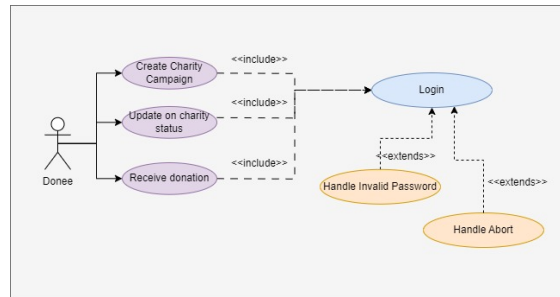 Create Charity
Campaign
<<include>>
Update on charity
status
<<include>>
Login
Donee
Receive donation
<<include>>
<<extends>>
Handle Invalid Password
<<extends>>
Handle Abort